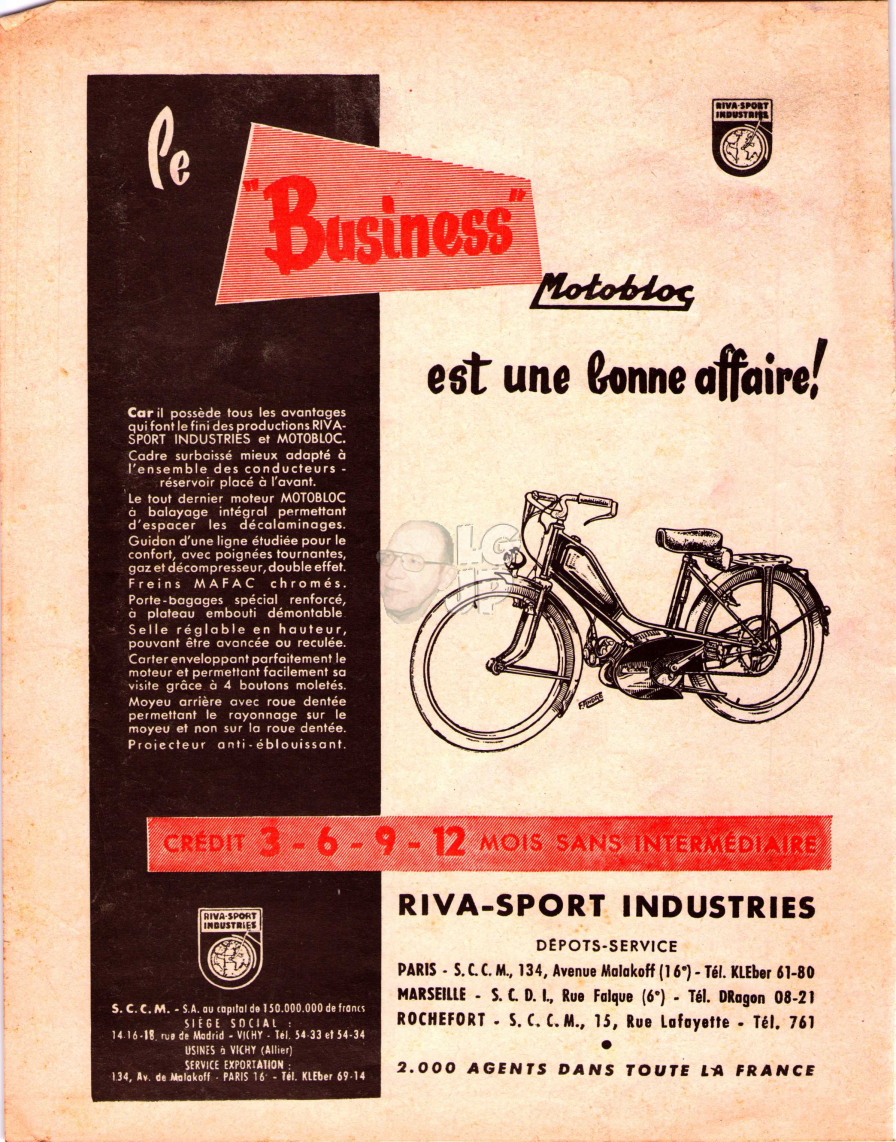 le
"Business"
RIVA-SPORT
INDUSTRIES
Motobloc
est une bonne affaire!
Car il possède tous les avantages
qui font le fini des productions RIVA-
SPORT INDUSTRIES et MOTOBLOC.
Cadre surbaissé mieux adapté à
l'ensemble des conducteurs -
réservoir placé à l'avant.
Le tout dernier moteur MOTOBLOC
à balayage intégral permettant
d'espacer les décalaminages.
Guidon d'une ligne étudiée pour le
confort, avec poignées tournantes,
gaz et décompresseur, double effet.
Freins MAFAC chromés.
Porte-bagages spécial renforcé,
à plateau embouti démontable
Selle réglable en hauteur,
pouvant être avancée ou reculée.
Carter enveloppant parfaitement le
moteur et permettant facilement sa
visite grâce à 4 boutons moletés.
Moyeu arrière avec roue dentée
permettant le rayonnage sur le
moyeu et non sur la roue dentée.
Projecteur anti-éblouissant.
LG
UP
CRÉDIT 3 - 6 - 9 - 12 MOIS SANS INTERMÉDIAIRE
RIVA-SPORT
INDUSTRIES
S.C.C.M. - S.A. au capital de 150.000.000 de francs
SIÈGE SOCIAL :
14-16-18, rue de Madrid - VICHY - Tél. 54-33 et 54-34
USINES à VICHY (Allier)
SERVICE EXPORTATION :
134, Av. de Malakoff - PARIS 16ᵉ - Tél. KLEber 69-14
RIVA-SPORT INDUSTRIES
DÉPOTS-SERVICE
PARIS - S.C.C.M., 134, Avenue Malakoff (16ᵉ) - Tél. KLEber 61-80
MARSEILLE - S.C.D.I., Rue Falque (6ᵉ) - Tél. DRagon 08-21
ROCHEFORT - S.C.C.M., 15, Rue Lafayette - Tél. 761
2.000 AGENTS DANS TOUTE LA FRANCE